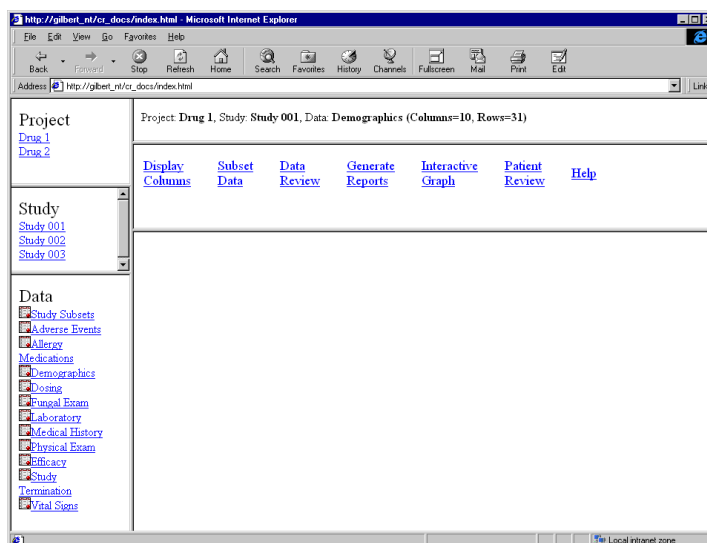 http://gilbert_nt/cr_docs/index.html - Microsoft Internet Explorer
File Edit View Go Favorites Help
Back Forward Stop Refresh Home Search Favorites History Channels Fullscreen Mail Print Edit
Address http://gilbert_nt/cr_docs/index.html Link
Project
Drug 1
Drug 2
Project: Drug 1, Study: Study 001, Data: Demographics (Columns=10, Rows=31)
Display Columns
Subset Data
Data Review
Generate Reports
Interactive Graph
Patient Review
Help
Study
Study 001
Study 002
Study 003
Data
Study Subsets
Adverse Events
Allergy
Medications
Demographics
Dosing
Fungal Exam
Laboratory
Medical History
Physical Exam
Efficacy
Study
Termination
Vital Signs
Local intranet zone